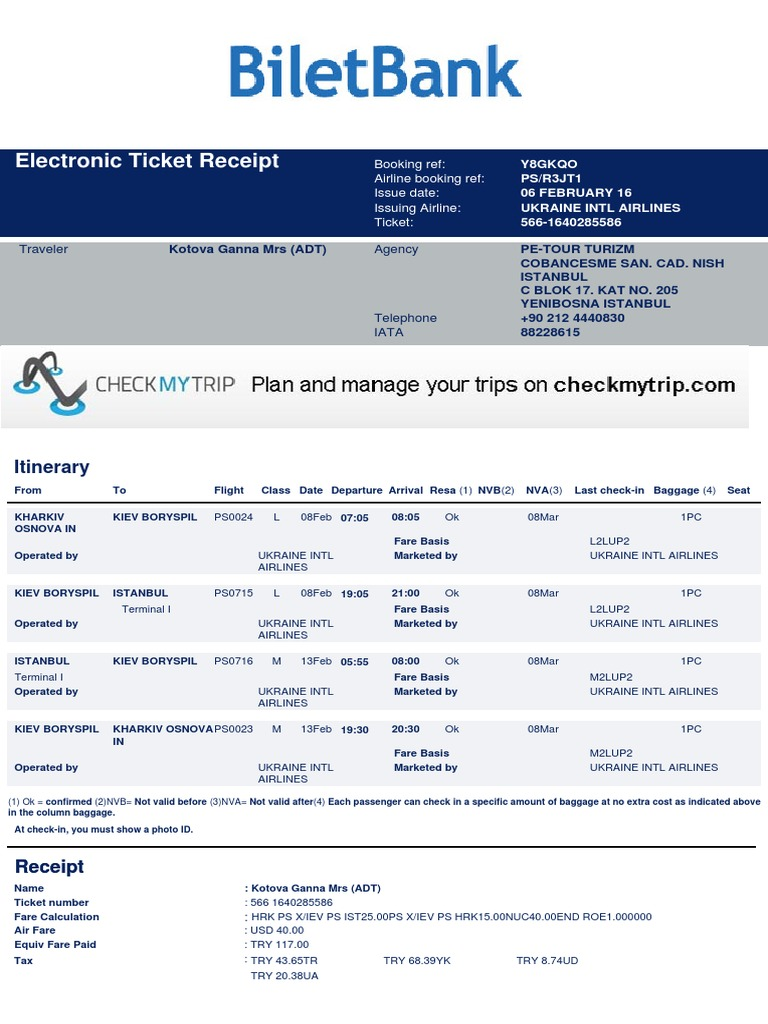 BiletBank
Electronic Ticket Receipt
Booking ref: Y8GKQO
Airline booking ref: PS/R3JT1
Issue date: 06 FEBRUARY 16
Issuing Airline: UKRAINE INTL AIRLINES
Ticket: 566-1640285586
Traveler Kotova Ganna Mrs (ADT) Agency PE-TOUR TURIZM
COBANCESME SAN. CAD. NISH
ISTANBUL
C BLOK 17. KAT NO. 205
YENIBOSNA ISTANBUL
Telephone +90 212 4440830
IATA 88228615
CHECKMYTRIP Plan and manage your trips on checkmytrip.com
Itinerary
From To Flight Class Date Departure Arrival Resa (1) NVB(2) NVA(3) Last check-in Baggage (4) Seat
KHARKIV KIEV BORYSPIL PS0024 L 08Feb 07:05 08:05 Ok 08Mar 1PC
OSNOVA IN
Fare Basis L2LUP2
Operated by UKRAINE INTL Marketed by UKRAINE INTL AIRLINES
AIRLINES
KIEV BORYSPIL ISTANBUL PS0715 L 08Feb 19:05 21:00 Ok 08Mar 1PC
Terminal I Fare Basis L2LUP2
Operated by UKRAINE INTL Marketed by UKRAINE INTL AIRLINES
AIRLINES
ISTANBUL KIEV BORYSPIL PS0716 M 13Feb 05:55 08:00 Ok 08Mar 1PC
Terminal I Fare Basis M2LUP2
Operated by UKRAINE INTL Marketed by UKRAINE INTL AIRLINES
AIRLINES
KIEV BORYSPIL KHARKIV OSNOVA PS0023 M 13Feb 19:30 20:30 Ok 08Mar 1PC
IN
Fare Basis M2LUP2
Operated by UKRAINE INTL Marketed by UKRAINE INTL AIRLINES
AIRLINES
(1) Ok = confirmed (2)NVB= Not valid before (3)NVA= Not valid after(4) Each passenger can check in a specific amount of baggage at no extra cost as indicated above
in the column baggage.
At check-in, you must show a photo ID.
Receipt
Name : Kotova Ganna Mrs (ADT)
Ticket number : 566 1640285586
Fare Calculation : HRK PS X/IEV PS IST25.00PS X/IEV PS HRK15.00NUC40.00END ROE1.000000
Air Fare : USD 40.00
Equiv Fare Paid : TRY 117.00
Tax : TRY 43.65TR TRY 68.39YK TRY 8.74UD
TRY 20.38UA